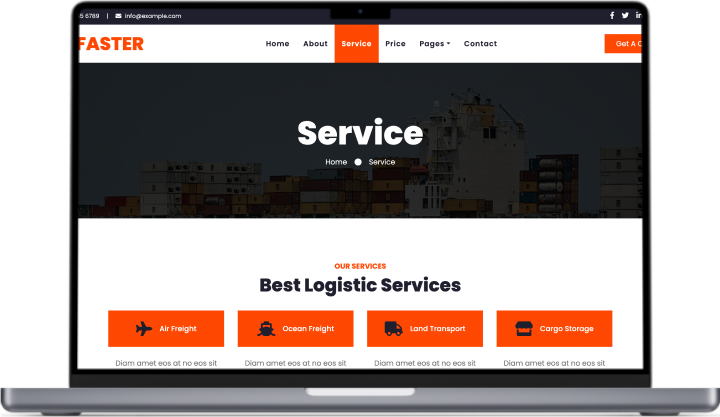 6789 | info@example.com
FASTER Home About Service Price Pages Contact Get A
Service
Home Service
OUR SERVICES
Best Logistic Services
Air Freight Ocean Freight Land Transport Cargo Storage
Diam amet eos at no eos sit Diam amet eos at no eos sit Diam amet eos at no eos sit Diam amet eos at no eos sit